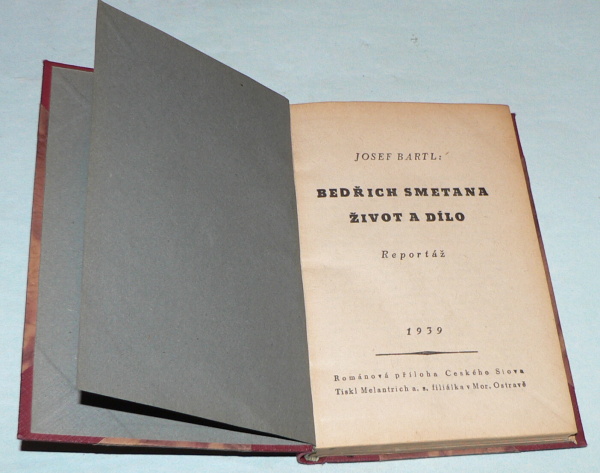 JOSEF BARTL
BEDŘICH SMETANA
ŽIVOT A DÍLO
Reportáž
1939
Románová příloha Českého Slova
Tiskl Melantrich a. s. filiálka v Mor. Ostravě